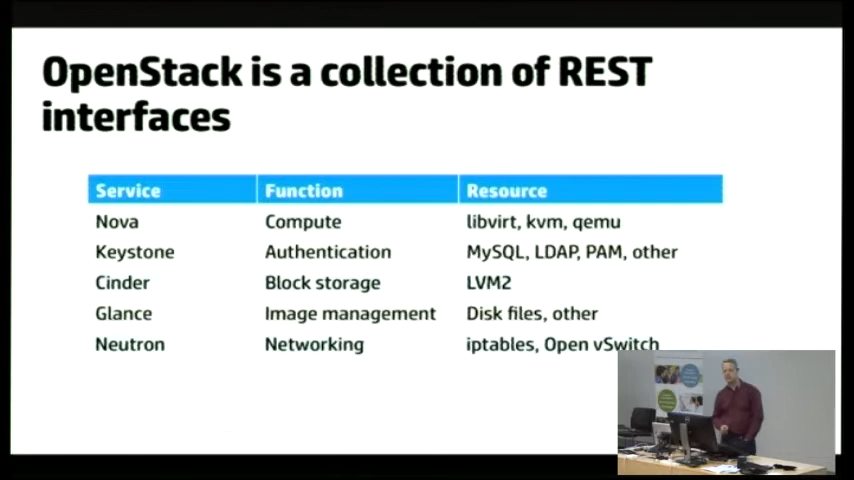 OpenStack is a collection of REST
interfaces
Service Function Resource
Nova Compute libvirt, kvm, qemu
Keystone Authentication MySQL, LDAP, PAM, other
Cinder Block storage LVM2
Glance Image management Disk files, other
Neutron Networking iptables, Open vSwitch